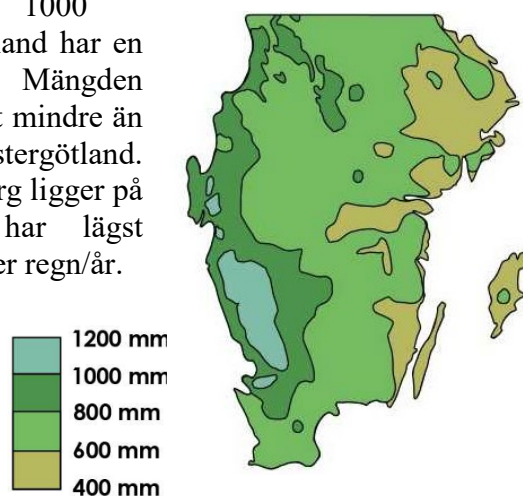 1000
land har en
Mängden
t mindre än
stergötland.
rg ligger på
har lägst
er regn/år.
1200 mm
1000 mm
800 mm
600 mm
400 mm